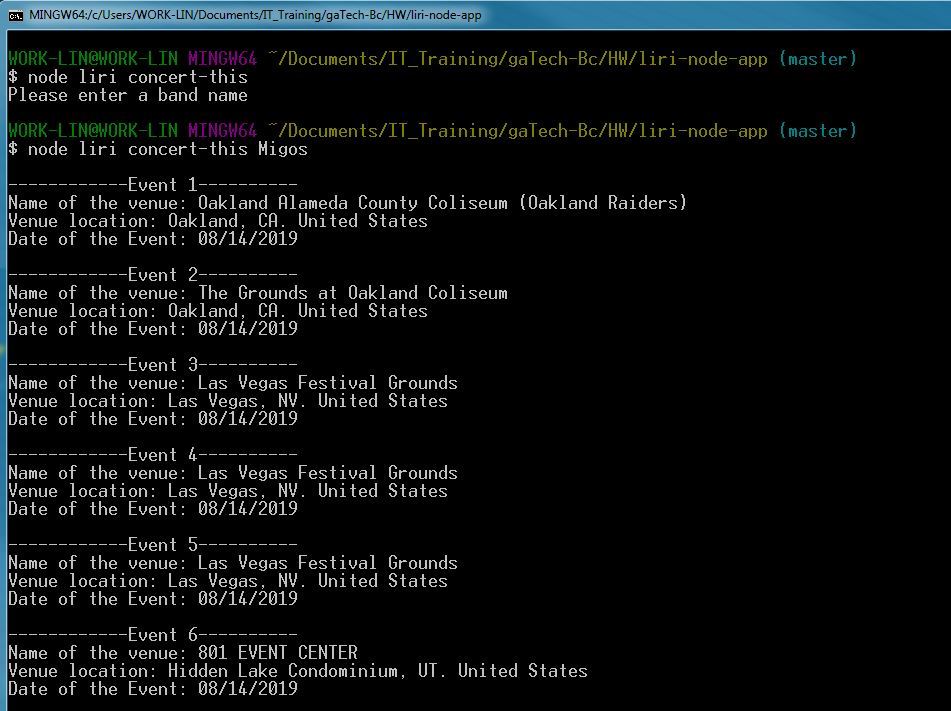 MINGW64:/c/Users/WORK-LIN/Documents/IT_Training/gaTech-Bc/HW/liri-node-app
WORK-LIN@WORK-LIN MINGW64 ~/Documents/IT_Training/gaTech-Bc/HW/liri-node-app (master)
$ node liri concert-this
Please enter a band name
WORK-LIN@WORK-LIN MINGW64 ~/Documents/IT_Training/gaTech-Bc/HW/liri-node-app (master)
$ node liri concert-this Migos
------------Event 1----------
Name of the venue: Oakland Alameda County Coliseum (Oakland Raiders)
Venue location: Oakland, CA. United States
Date of the Event: 08/14/2019
------------Event 2----------
Name of the venue: The Grounds at Oakland Coliseum
Venue location: Oakland, CA. United States
Date of the Event: 08/14/2019
------------Event 3----------
Name of the venue: Las Vegas Festival Grounds
Venue location: Las Vegas, NV. United States
Date of the Event: 08/14/2019
------------Event 4----------
Name of the venue: Las Vegas Festival Grounds
Venue location: Las Vegas, NV. United States
Date of the Event: 08/14/2019
------------Event 5----------
Name of the venue: Las Vegas Festival Grounds
Venue location: Las Vegas, NV. United States
Date of the Event: 08/14/2019
------------Event 6----------
Name of the venue: 801 EVENT CENTER
Venue location: Hidden Lake Condominium, UT. United States
Date of the Event: 08/14/2019